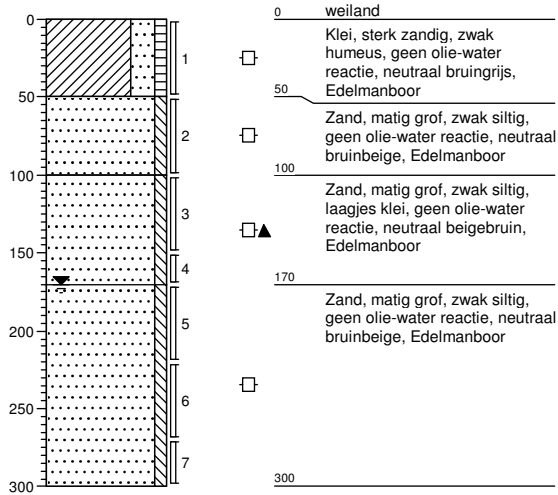 0
50
100
150
200
250
300
1
2
3
4
5
6
7
0 weiland
Klei, sterk zandig, zwak
humeus, geen olie-water
reactie, neutraal bruingrijs,
Edelmanboor
50
Zand, matig grof, zwak siltig,
geen olie-water reactie, neutraal
bruinbeige, Edelmanboor
100
Zand, matig grof, zwak siltig,
laagjes klei, geen olie-water
reactie, neutraal beigebruin,
Edelmanboor
170
Zand, matig grof, zwak siltig,
geen olie-water reactie, neutraal
bruinbeige, Edelmanboor
300